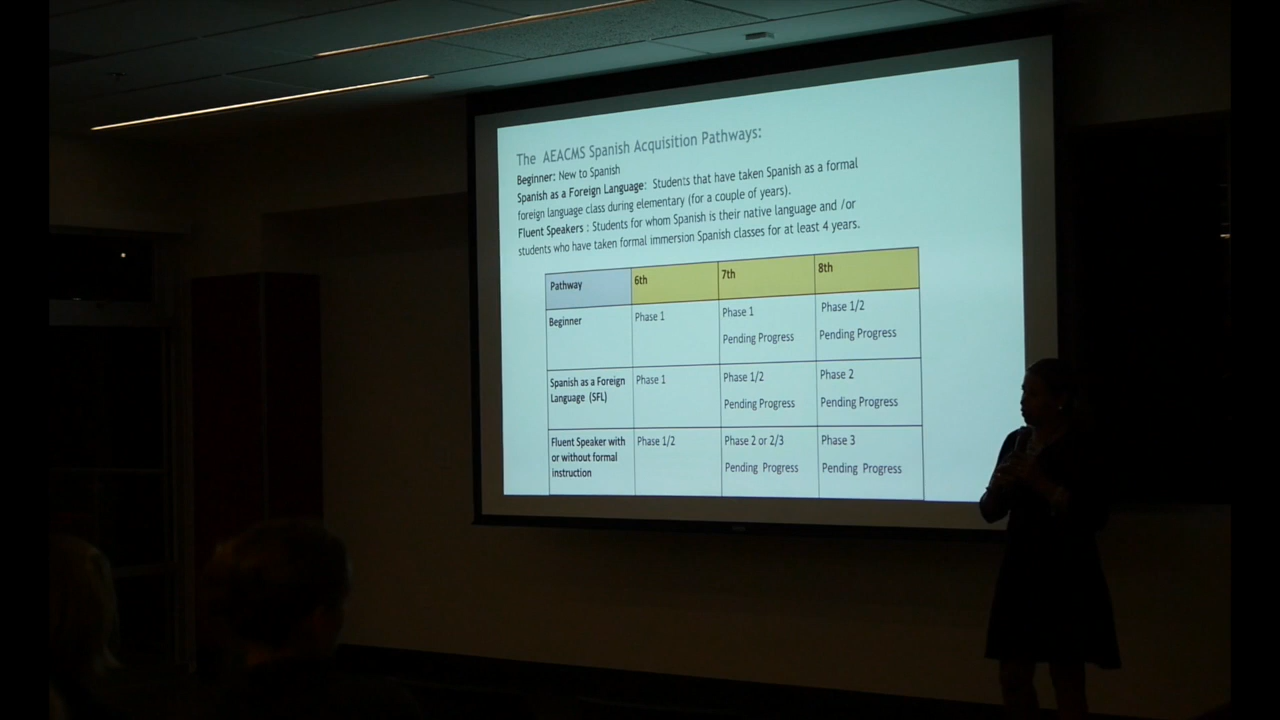 The AEACMS Spanish Acquisition Pathways:
Beginner: New to Spanish
Spanish as a Foreign Language: Students that have taken Spanish as a formal
foreign language class during elementary (for a couple of years).
Fluent Speakers : Students for whom Spanish is their native language and /or
students who have taken formal immersion Spanish classes for at least 4 years.
Pathway 6th 7th 8th
Beginner Phase 1 Phase 1 Phase 1/2
Pending Progress Pending Progress
Spanish as a Foreign Phase 1 Phase 1/2 Phase 2
Language (SFL) Pending Progress Pending Progress
Fluent Speaker with Phase 1/2 Phase 2 or 2/3 Phase 3
or without formal Pending Progress Pending Progress
instruction